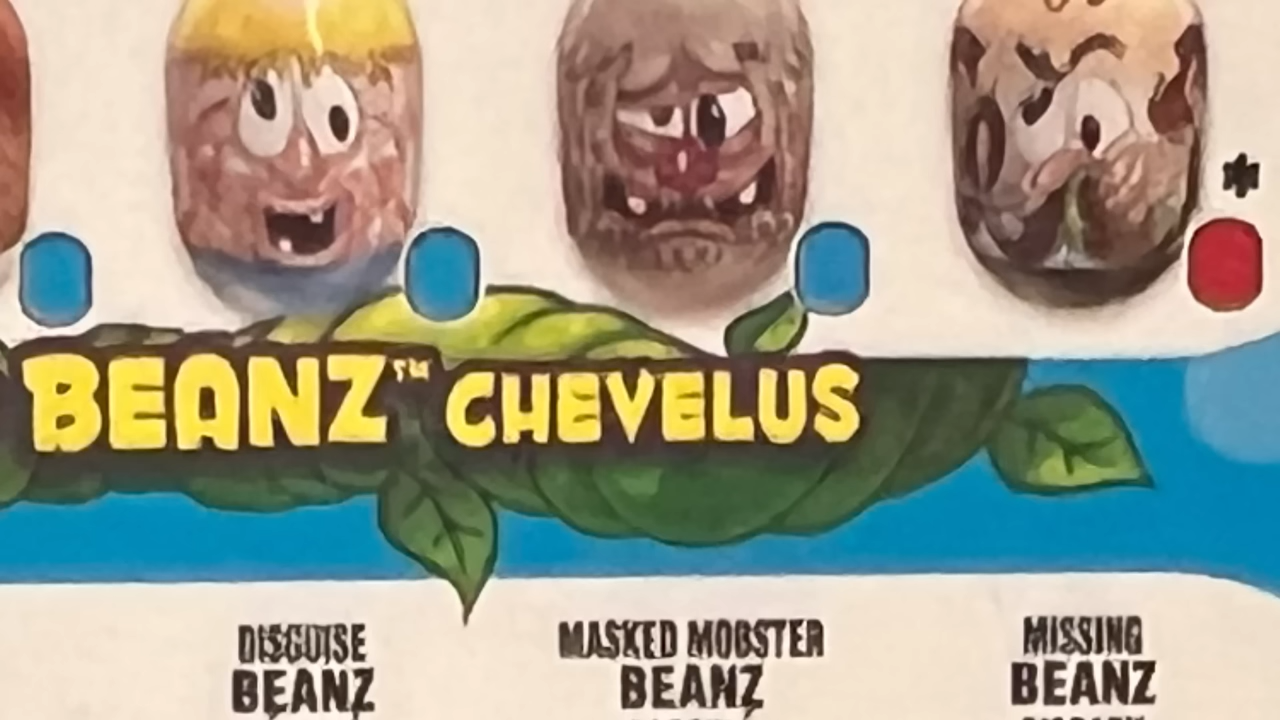 *
BEANZ™ CHEVELUS
DISGUISE
BEANZ
MASKED MOBSTER
BEANZ
MISSING
BEANZ